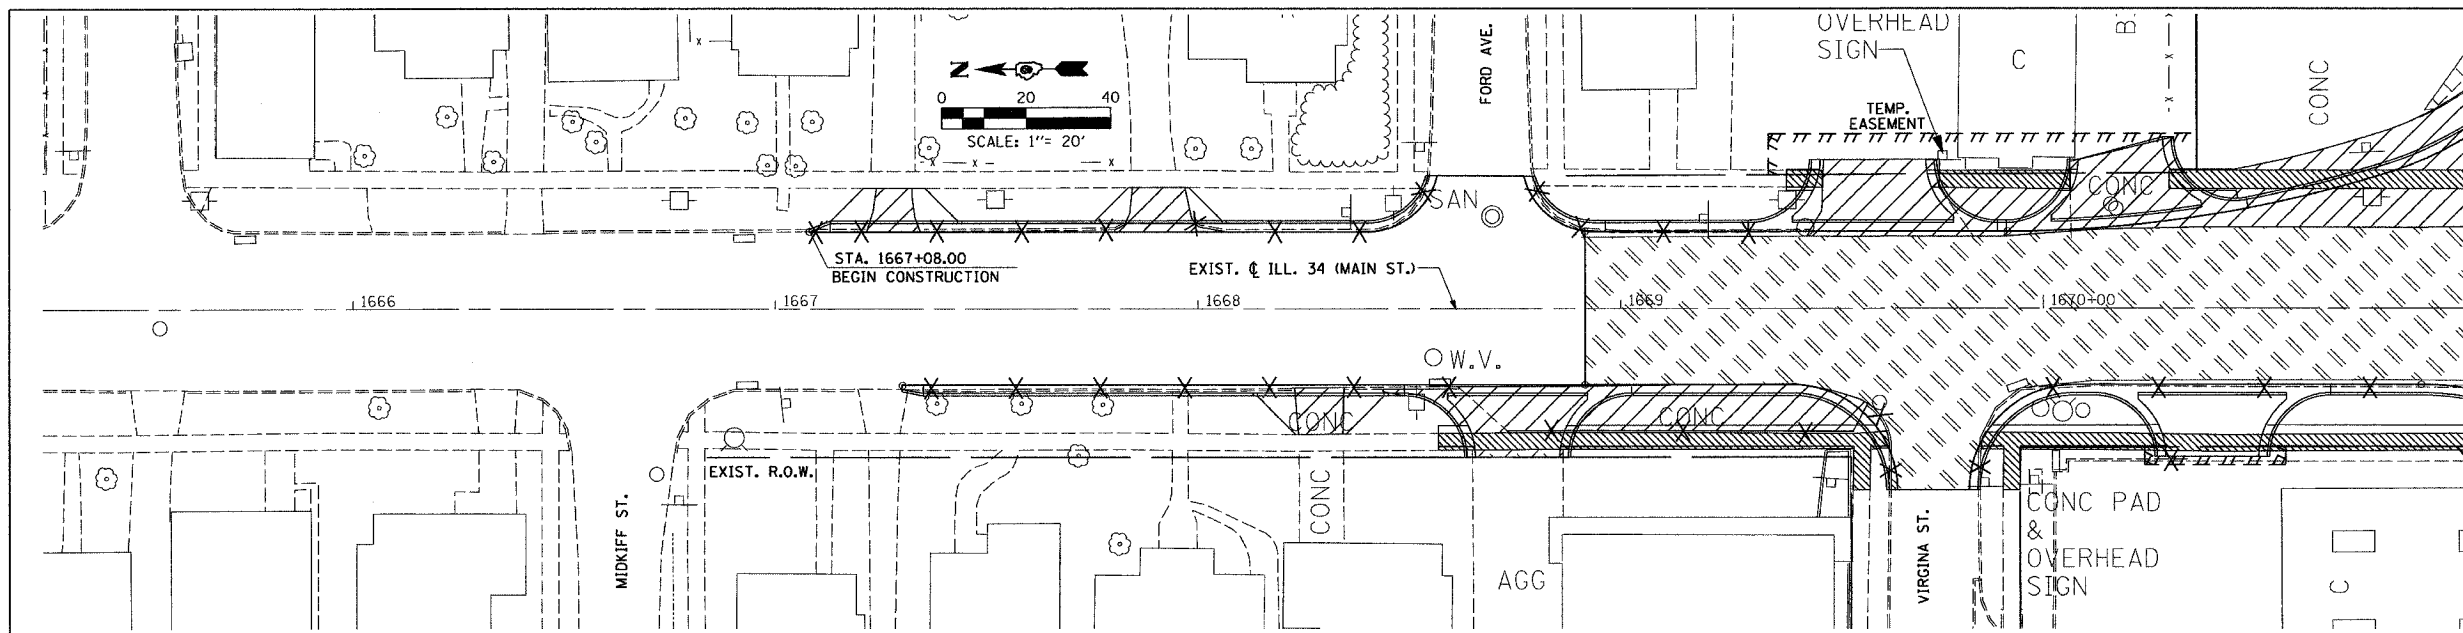 OVERHEAD
SIGN
C
B
CONC
FORD AVE.
N
0 20 40
SCALE: 1"= 20'
TEMP.
EASEMENT
SAN
CONC
STA. 1667+08.00
BEGIN CONSTRUCTION
EXIST. ℄ ILL. 34 (MAIN ST.)
1666
1667
1668
1669
1670+00
W.V.
CONC
CONC
EXIST. R.O.W.
MIDKIFF ST.
CONC
AGG
VIRGINA ST.
CONC PAD
&
OVERHEAD
SIGN
C